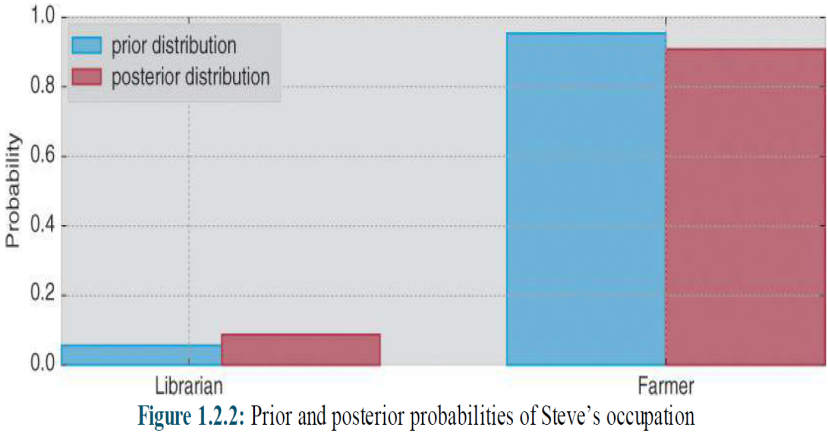 1.0
prior distribution
posterior distribution
0.8
0.6
0.4
0.2
0.0
Probability
Librarian Farmer
Figure 1.2.2: Prior and posterior probabilities of Steve’s occupation